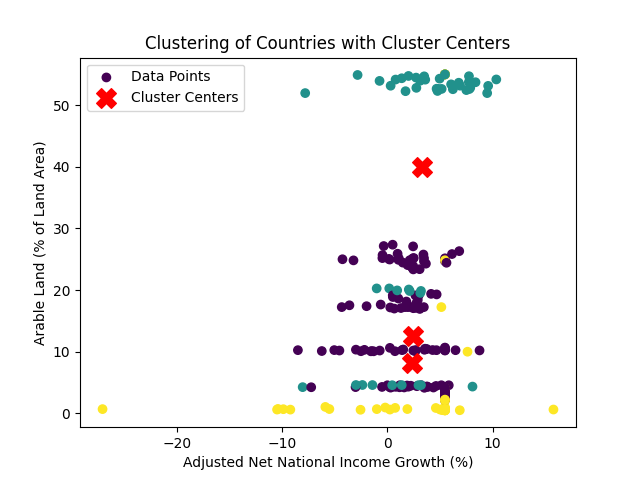 Clustering of Countries with Cluster Centers
Data Points
Cluster Centers
Arable Land (% of Land Area)
50
40
30
20
10
0
−20
−10
0
10
Adjusted Net National Income Growth (%)